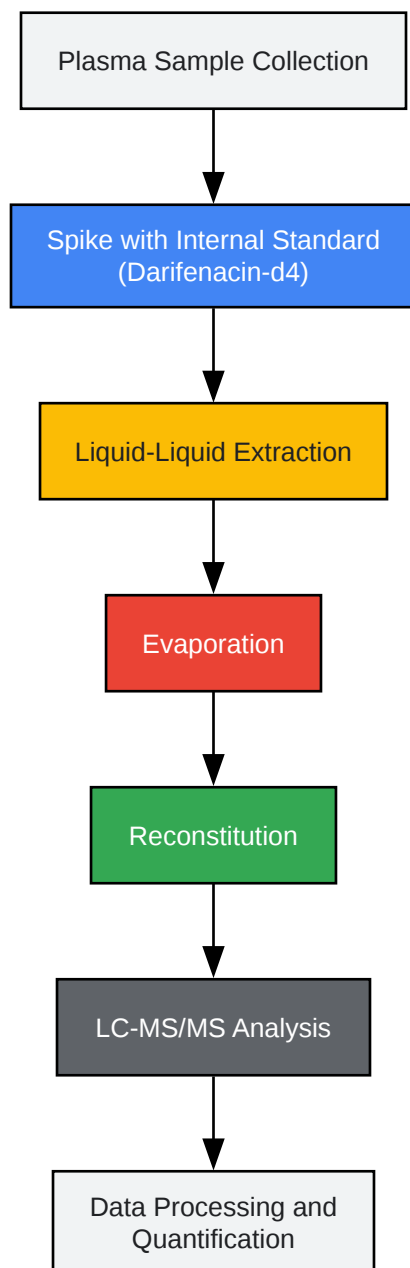 Plasma Sample Collection
Spike with Internal Standard
(Darifenacin-d4)
Liquid-Liquid Extraction
Evaporation
Reconstitution
LC-MS/MS Analysis
Data Processing and
Quantification